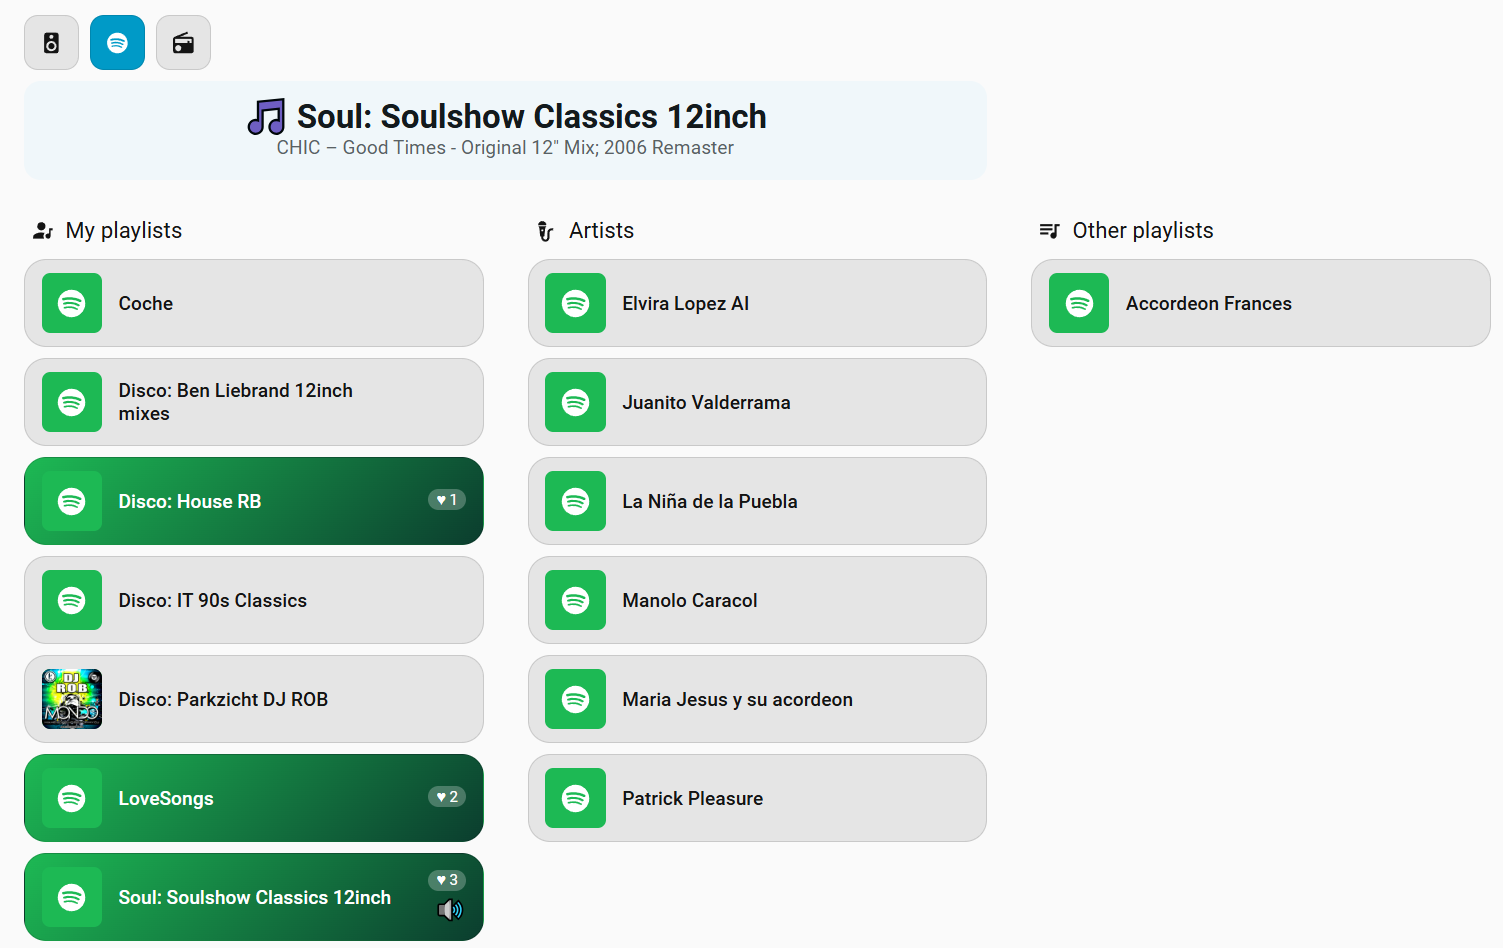 Soul: Soulshow Classics 12inch
CHIC – Good Times - Original 12" Mix; 2006 Remaster
My playlists
Coche
Disco: Ben Liebrand 12inch
mixes
Disco: House RB
♥ 1
Disco: IT 90s Classics
DJ
ROB
MONDO
Disco: Parkzicht DJ ROB
LoveSongs
♥ 2
Soul: Soulshow Classics 12inch
♥ 3
Artists
Elvira Lopez AI
Juanito Valderrama
La Niña de la Puebla
Manolo Caracol
Maria Jesus y su acordeon
Patrick Pleasure
Other playlists
Accordeon Frances